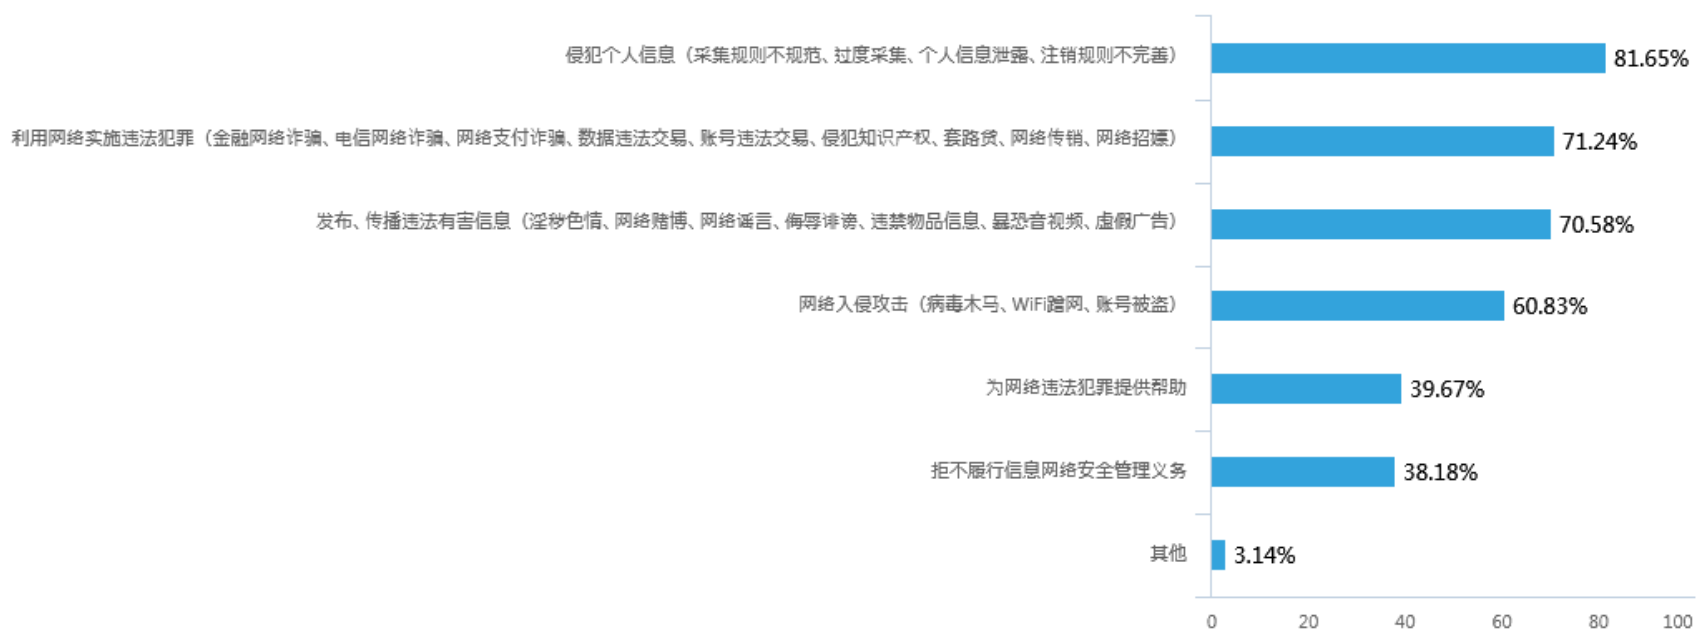 侵犯个人信息（采集规则不规范、过度采集、个人信息泄露、注销规则不完善）
81.65%
利用网络实施违法犯罪（金融网络诈骗、电信网络诈骗、网络支付诈骗、数据违法交易、账号违法交易、侵犯知识产权、套路贷、网络传销、网络招嫖）
71.24%
发布、传播违法有害信息（淫秽色情、网络赌博、网络谣言、侮辱诽谤、违禁物品信息、暴恐音视频、虚假广告）
70.58%
网络入侵攻击（病毒木马、WiFi蹭网、账号被盗）
60.83%
为网络违法犯罪提供帮助
39.67%
拒不履行信息网络安全管理义务
38.18%
其他
3.14%
0 20 40 60 80 100